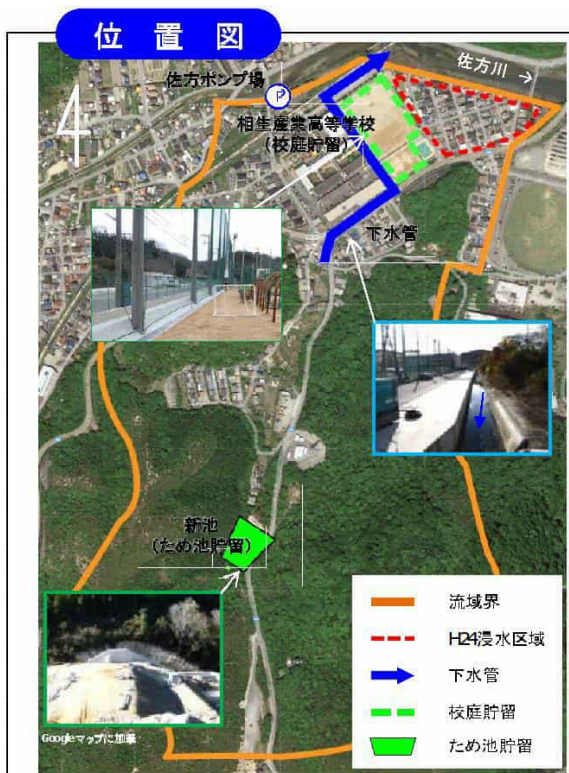 位置図
佐方川 →
佐方ポンプ場
P
4
相生産業高等学校
(校庭貯留)
下水管
新池
(ため池貯留)
Googleマップに加筆
流域界
H24浸水区域
下水管
校庭貯留
ため池貯留